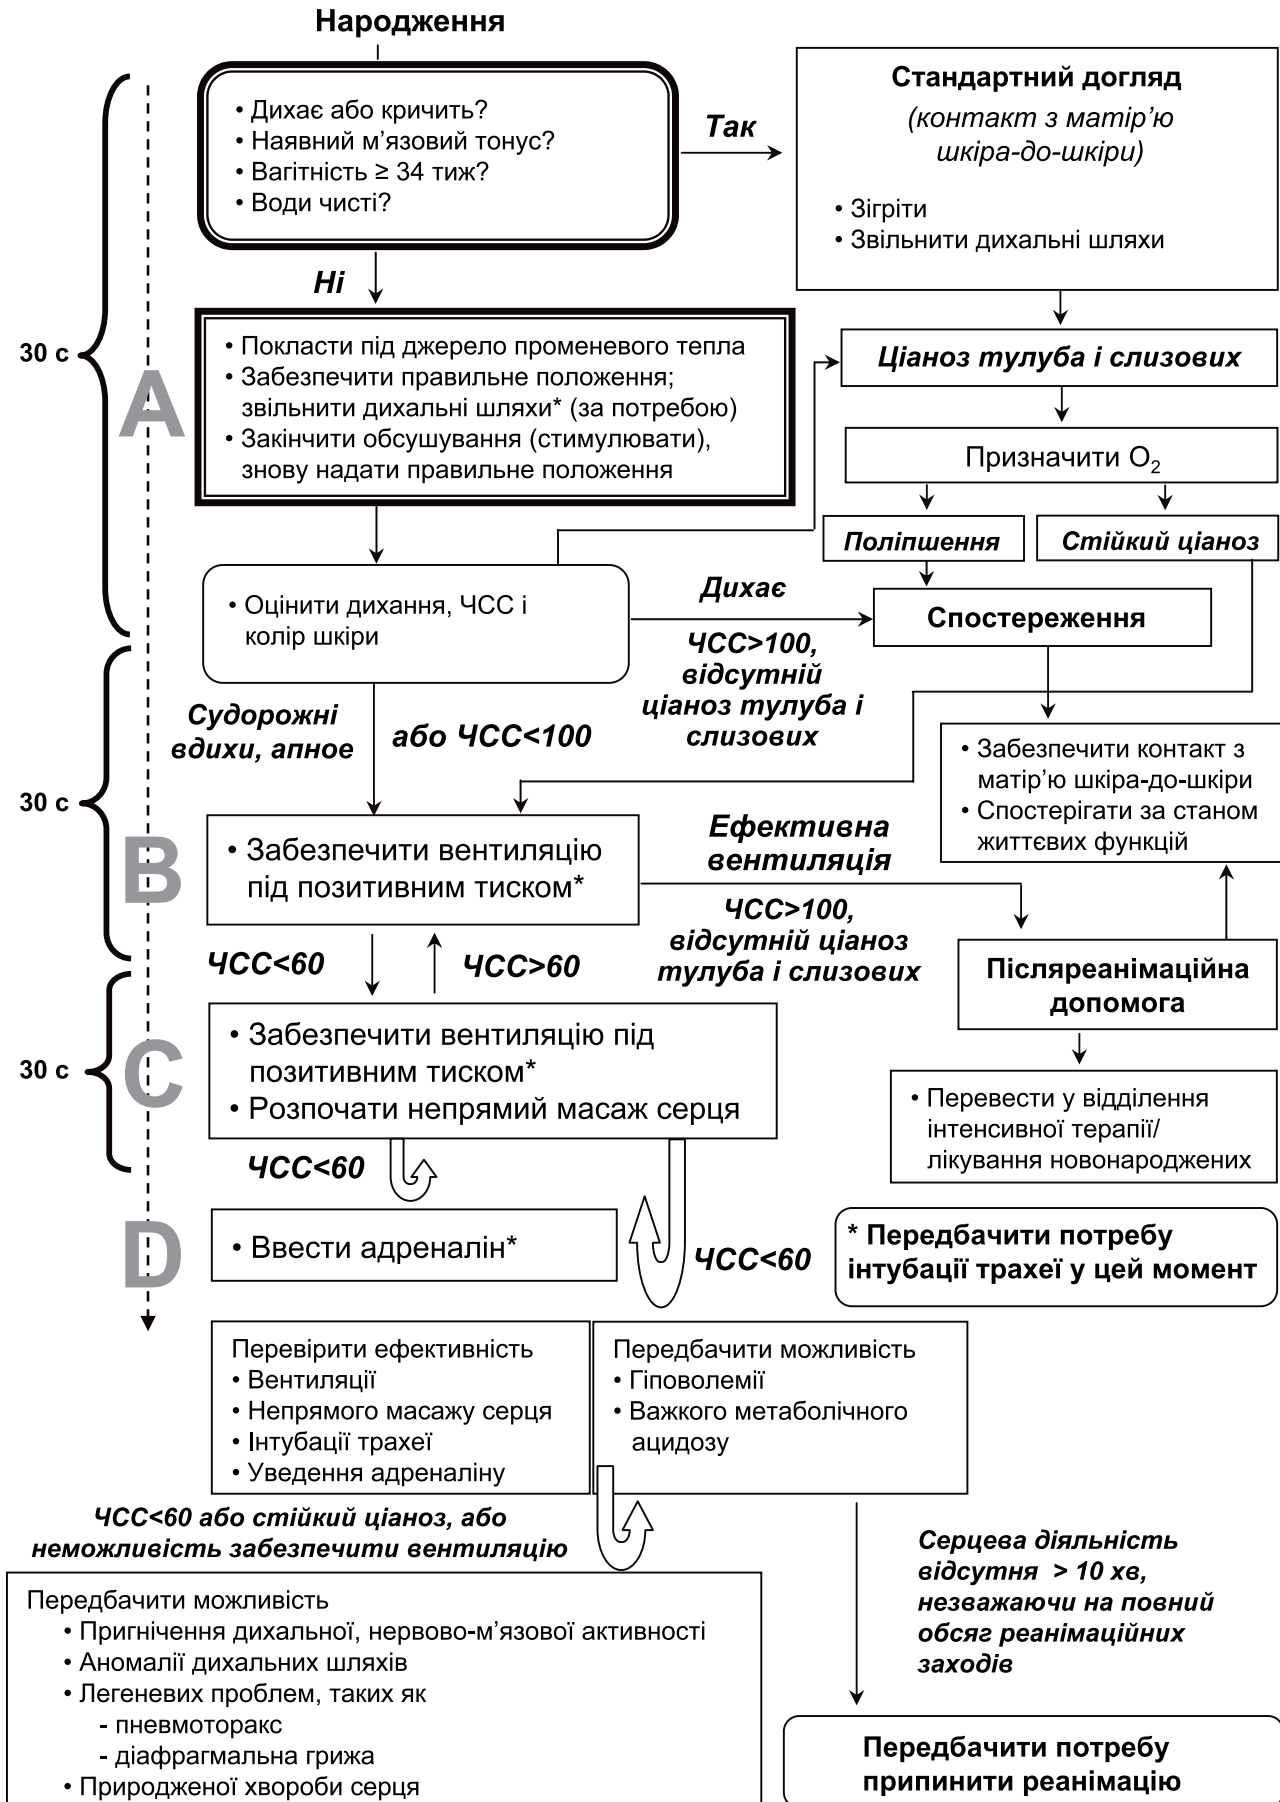 Народження
• Дихає або кричить?
• Наявний м’язовий тонус?
• Вагітність ≥ 34 тиж?
• Води чисті?
Так
Стандартний догляд
(контакт з матір’ю
шкіра-до-шкіри)
• Зігріти
• Звільнити дихальні шляхи
Ні
30 с
A
• Покласти під джерело променевого тепла
• Забезпечити правильне положення;
звільнити дихальні шляхи* (за потребою)
• Закінчити обсушування (стимулювати),
знову надати правильне положення
Ціаноз тулуба і слизових
Призначити O₂
Поліпшення
Стійкий ціаноз
• Оцінити дихання, ЧСС і
колір шкіри
Дихає
ЧСС>100,
відсутній
ціаноз тулуба і
слизових
Спостереження
Судорожні
вдихи, апное
або ЧСС<100
• Забезпечити контакт з
матір’ю шкіра-до-шкіри
• Спостерігати за станом
життєвих функцій
30 с
B
• Забезпечити вентиляцію
під позитивним тиском*
Ефективна
вентиляція
ЧСС>100,
відсутній ціаноз
тулуба і слизових
ЧСС<60
ЧСС>60
Післяреанімаційна
допомога
30 с
C
• Забезпечити вентиляцію під
позитивним тиском*
• Розпочати непрямий масаж серця
• Перевести у відділення
інтенсивної терапії/
лікування новонароджених
ЧСС<60
D
• Ввести адреналін*
ЧСС<60
* Передбачити потребу
інтубації трахеї у цей момент
Перевірити ефективність
• Вентиляції
• Непрямого масажу серця
• Інтубації трахеї
• Уведення адреналіну
Передбачити можливість
• Гіповолемії
• Важкого метаболічного
ацидозу
ЧСС<60 або стійкий ціаноз, або
неможливість забезпечити вентиляцію
Серцева діяльність
відсутня > 10 хв,
незважаючи на повний
обсяг реанімаційних
заходів
Передбачити можливість
• Пригнічення дихальної, нервово-м’язової активності
• Аномалії дихальних шляхів
• Легеневих проблем, таких як
- пневмоторакс
- діафрагмальна грижа
• Природженої хвороби серця
Передбачити потребу
припинити реанімацію